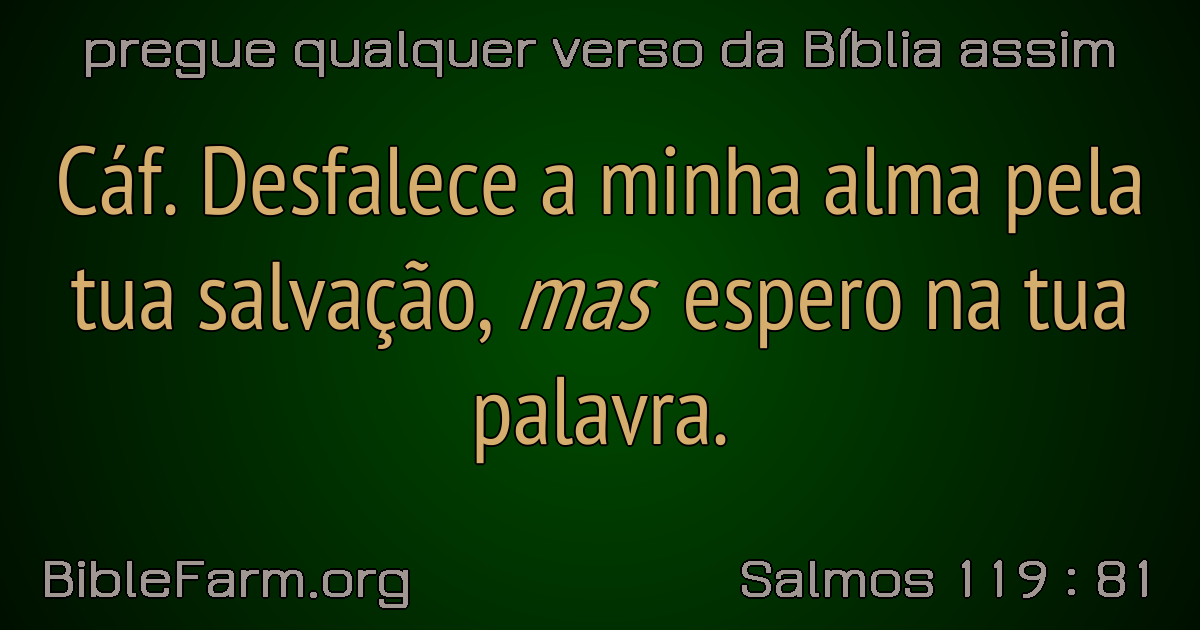 pregue qualquer verso da Bíblia assim
Cáf. Desfalece a minha alma pela
tua salvação, mas espero na tua
palavra.
BibleFarm.org
Salmos 119 : 81